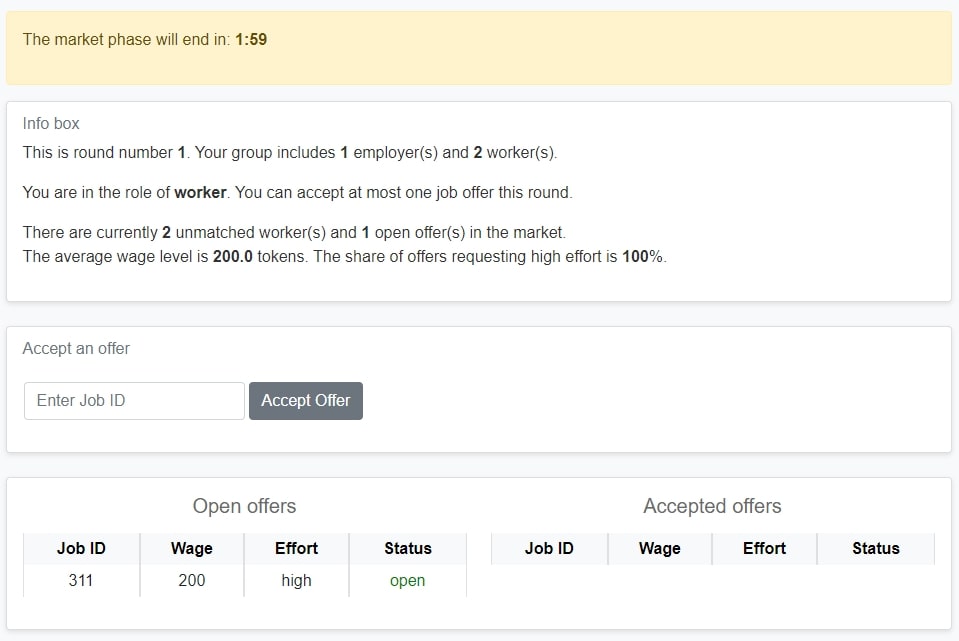 The market phase will end in: 1:59
Info box
This is round number 1. Your group includes 1 employer(s) and 2 worker(s).
You are in the role of worker. You can accept at most one job offer this round.
There are currently 2 unmatched worker(s) and 1 open offer(s) in the market.
The average wage level is 200.0 tokens. The share of offers requesting high effort is 100%.
Accept an offer
Enter Job ID Accept Offer
Open offers
Job ID Wage Effort Status
311 200 high open
Accepted offers
Job ID Wage Effort Status